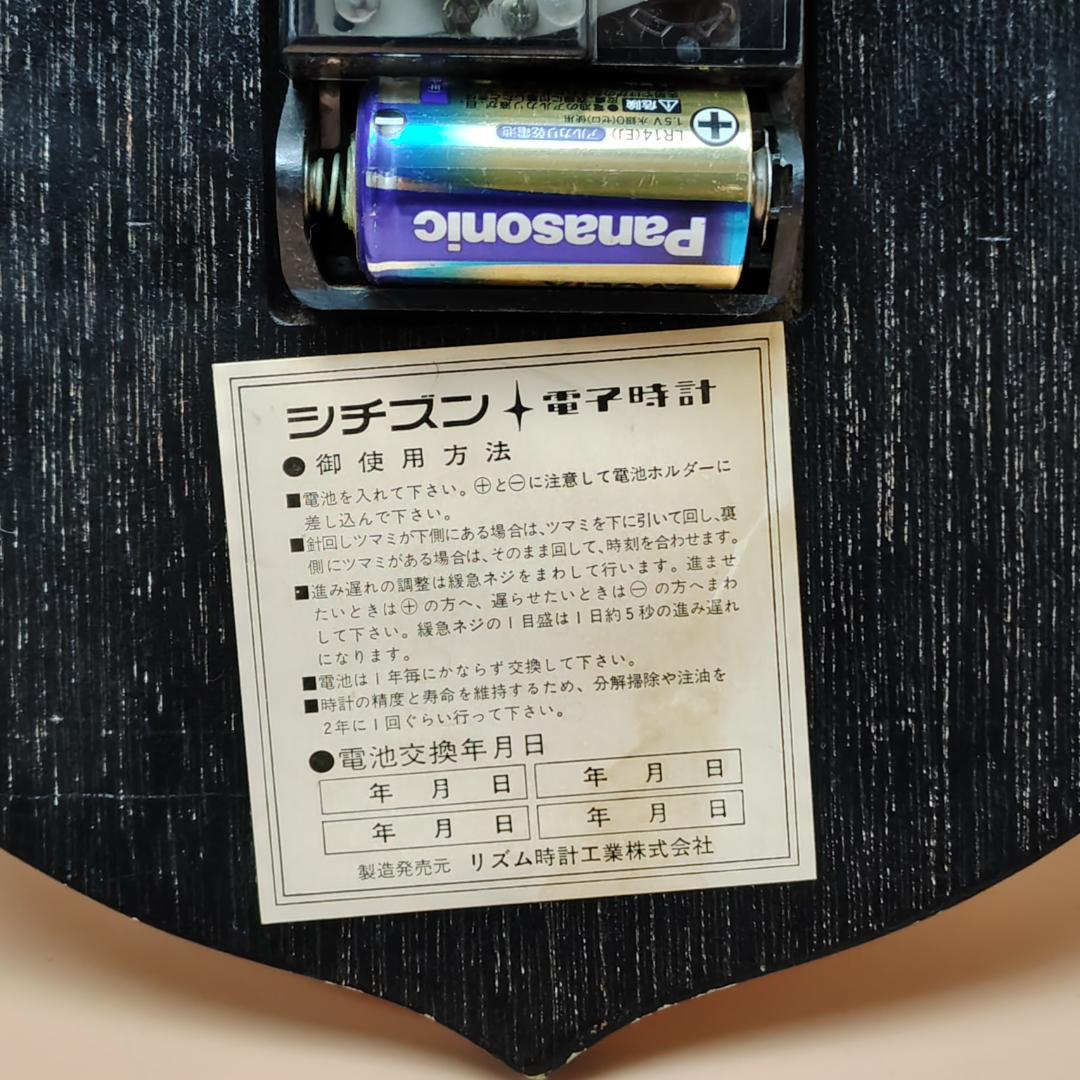 Panasonic
LR14(EJ) アルカリ乾電池
1.5V 水銀0(ゼロ)使用
⚠危険
シチズン 電子時計
●御使用方法
■電池を入れて下さい。⊕と⊖に注意して電池ホルダーに
差し込んで下さい。
■針回しツマミが下側にある場合は、ツマミを下に引いて回し、裏
側にツマミがある場合は、そのまま回して、時刻を合わせます。
■進み遅れの調整は緩急ネジをまわして行います。進ませ
たいときは⊕の方へ、遅らせたいときは⊖の方へまわ
して下さい。緩急ネジの1目盛は1日約5秒の進み遅れ
になります。
■電池は1年毎にかならず交換して下さい。
■時計の精度と寿命を維持するため、分解掃除や注油を
2年に1回ぐらい行って下さい。
●電池交換年月日
年 月 日 年 月 日
年 月 日 年 月 日
製造発売元 リズム時計工業株式会社